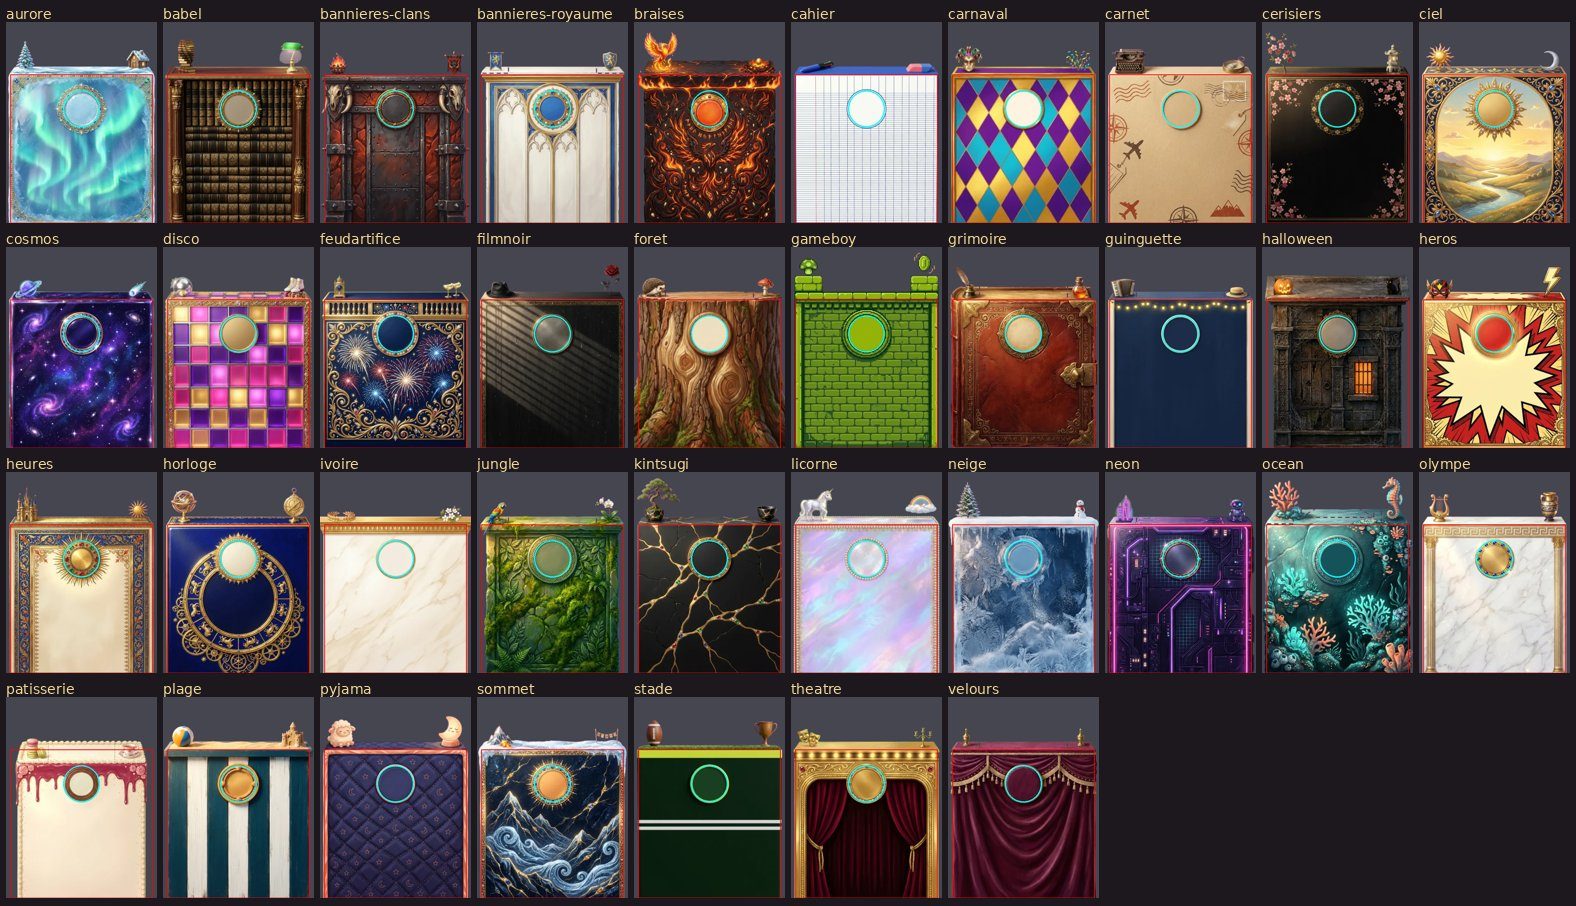 aurore babel bannieres-clans bannieres-royaume braises cahier carnaval carnet cerisiers ciel
cosmos disco feudartifice filmnoir foret gameboy grimoire guinguette halloween heros
heures horloge ivoire jungle kintsugi licorne neige neon ocean olympe
patisserie plage pyjama sommet stade theatre velours